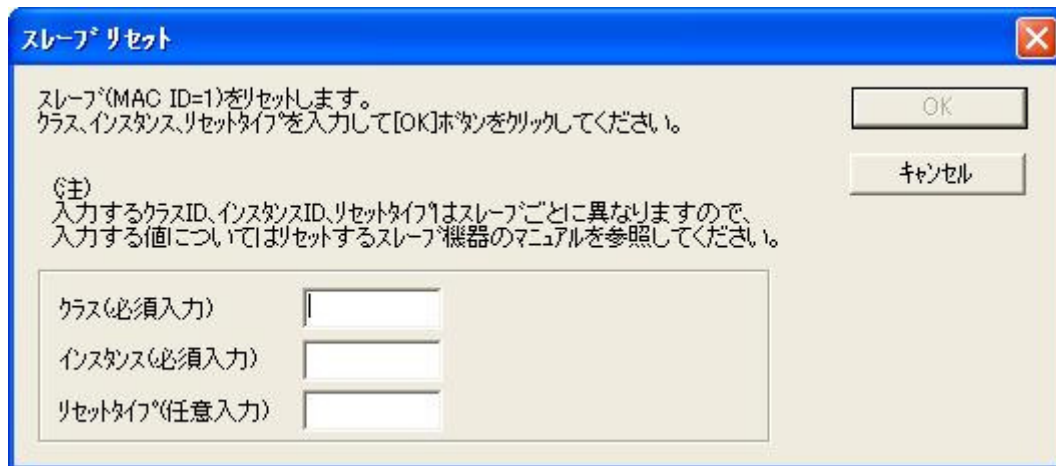 スレーブリセット
スレーブ(MAC ID=1)をリセットします。
クラス、インスタンス、リセットタイプを入力して[OK]ボタンをクリックしてください。
OK
キャンセル
(注)
入力するクラスID、インスタンスID、リセットタイプはスレーブごとに異なりますので、
入力する値についてはリセットするスレーブ機器のマニュアルを参照してください。
クラス(必須入力)
インスタンス(必須入力)
リセットタイプ(任意入力)